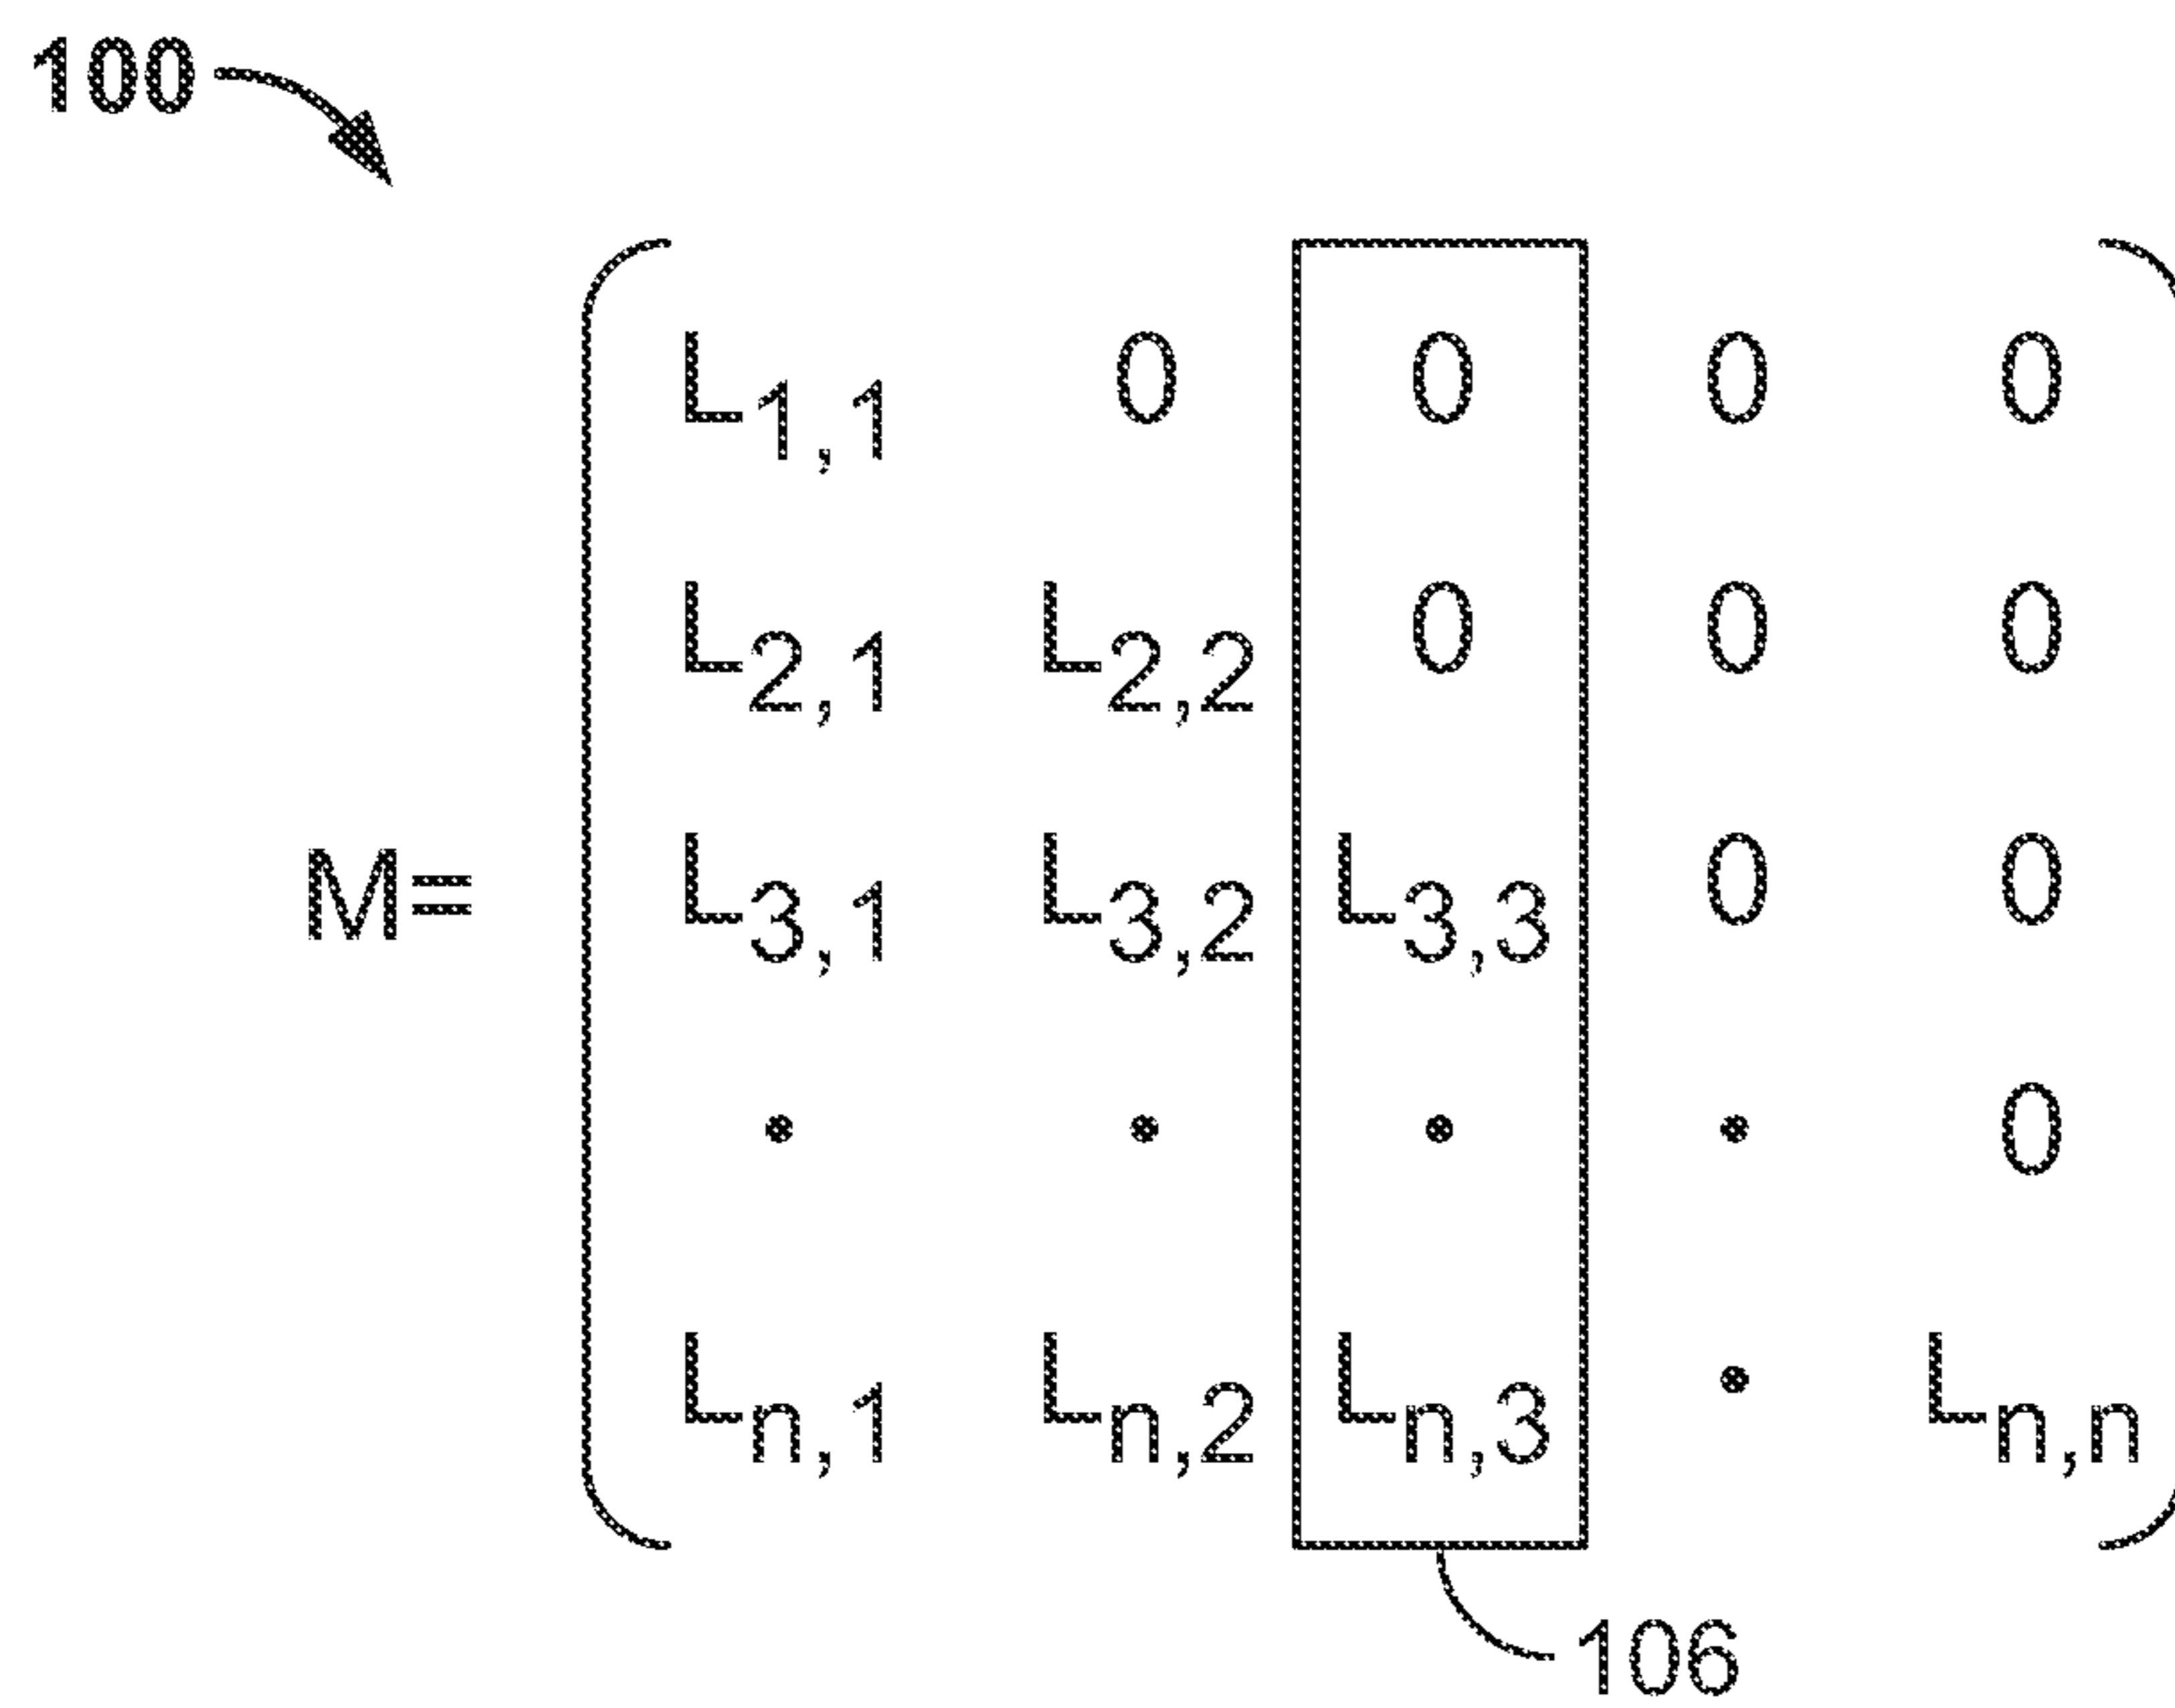 100
L1,1 0 0 0 0
L2,1 L2,2 0 0 0
M= L3,1 L3,2 L3,3 0 0
• • • • 0
Ln,1 Ln,2 Ln,3 • Ln,n
106